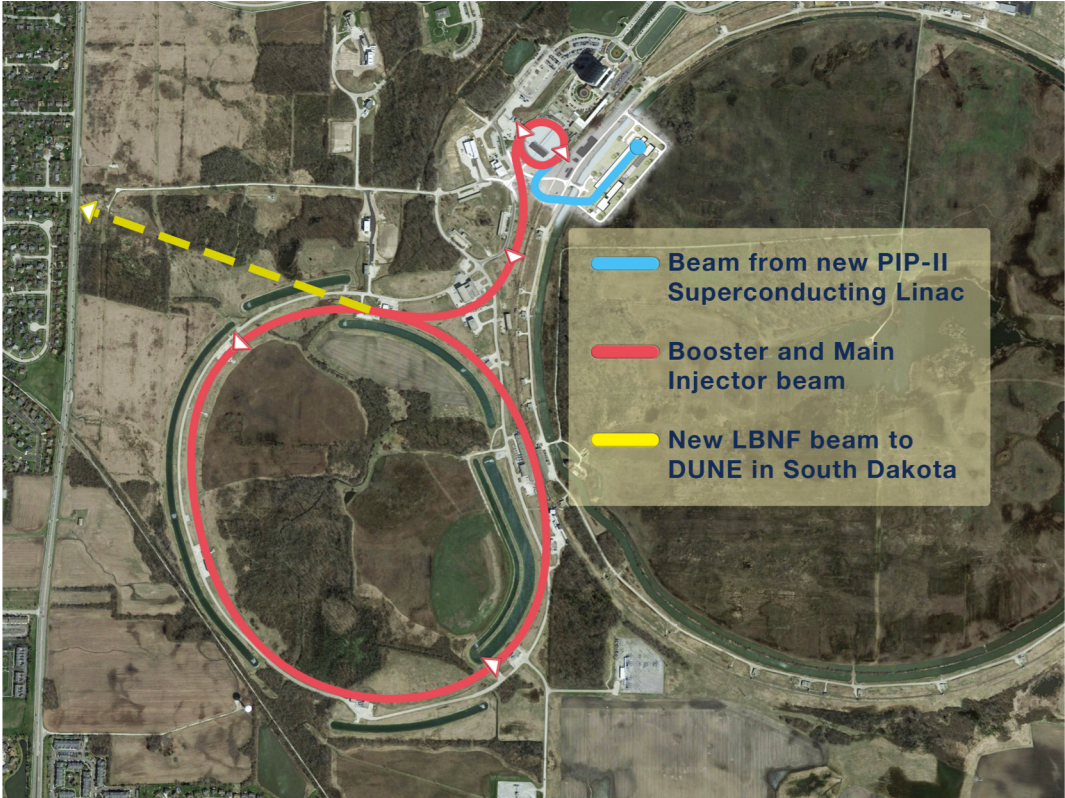 Beam from new PIP-II
Superconducting Linac
Booster and Main
Injector beam
New LBNF beam to
DUNE in South Dakota